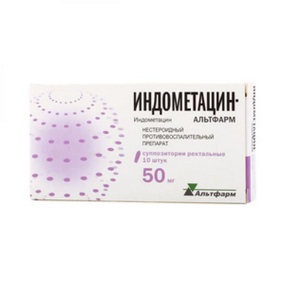 ИНДОМЕТАЦИН-
Индометацин АЛЬТФАРМ
НЕСТЕРОИДНЫЙ
ПРОТИВОВОСПАЛИТЕЛЬНЫЙ
ПРЕПАРАТ
суппозитории ректальные
10 штук
50 мг
Альтфарм